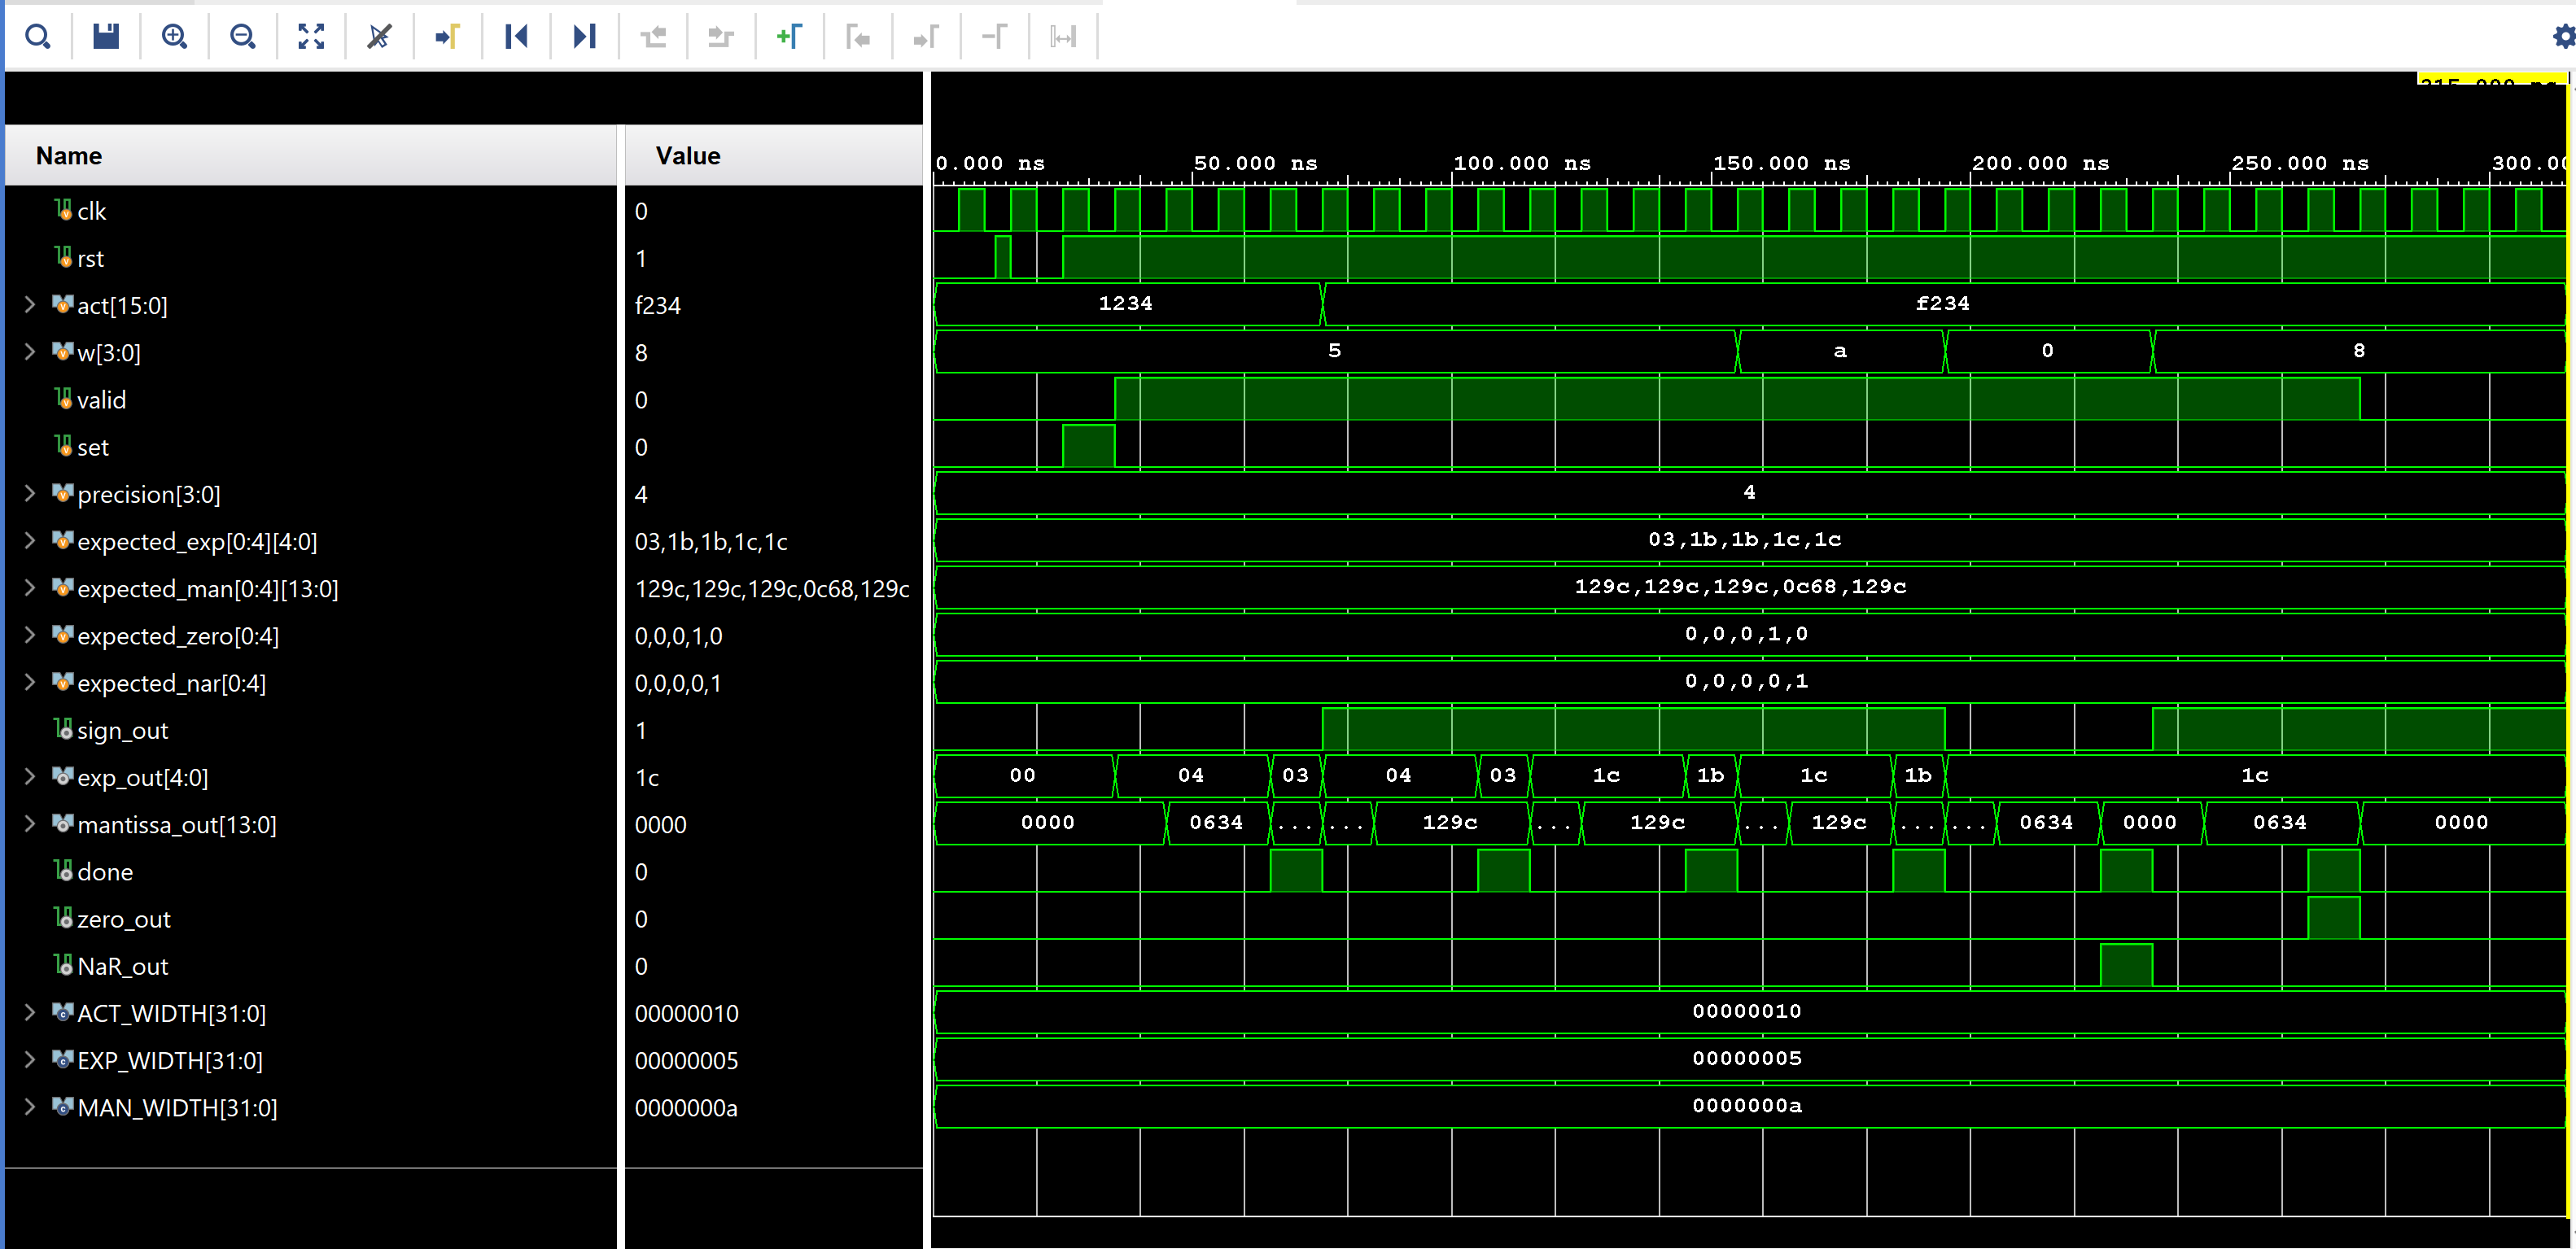 315.000 ns
Name Value
0.000 ns 50.000 ns 100.000 ns 150.000 ns 200.000 ns 250.000 ns 300.00
clk 0
rst 1
act[15:0] f234 1234 f234
w[3:0] 8 5 a 0 8
valid 0
set 0
precision[3:0] 4 4
expected_exp[0:4][4:0] 03,1b,1b,1c,1c 03,1b,1b,1c,1c
expected_man[0:4][13:0] 129c,129c,129c,0c68,129c 129c,129c,129c,0c68,129c
expected_zero[0:4] 0,0,0,1,0 0,0,0,1,0
expected_nar[0:4] 0,0,0,0,1 0,0,0,0,1
sign_out 1
exp_out[4:0] 1c 00 04 03 04 03 1c 1b 1c 1b 1c
mantissa_out[13:0] 0000 0000 0634 ... ... 129c ... 129c ... 129c ... ... 0634 0000 0634 0000
done 0
zero_out 0
NaR_out 0
ACT_WIDTH[31:0] 00000010 00000010
EXP_WIDTH[31:0] 00000005 00000005
MAN_WIDTH[31:0] 0000000a 0000000a